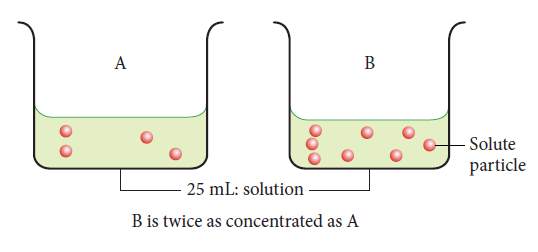 A
B
Solute
particle
25 mL: solution
B is twice as concentrated as A